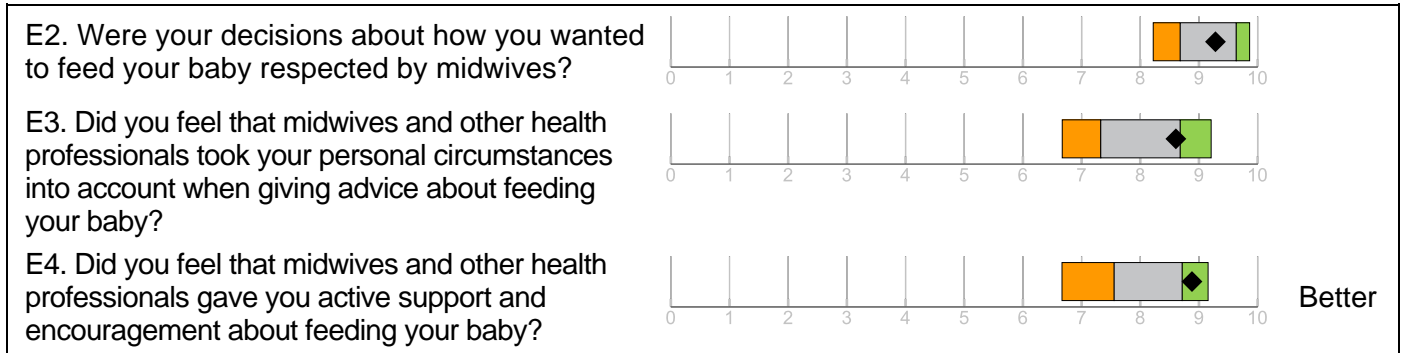 E2. Were your decisions about how you wanted
to feed your baby respected by midwives?
0 1 2 3 4 5 6 7 8 9 10
E3. Did you feel that midwives and other health
professionals took your personal circumstances
into account when giving advice about feeding
your baby?
0 1 2 3 4 5 6 7 8 9 10
E4. Did you feel that midwives and other health
professionals gave you active support and
encouragement about feeding your baby?
Better
0 1 2 3 4 5 6 7 8 9 10